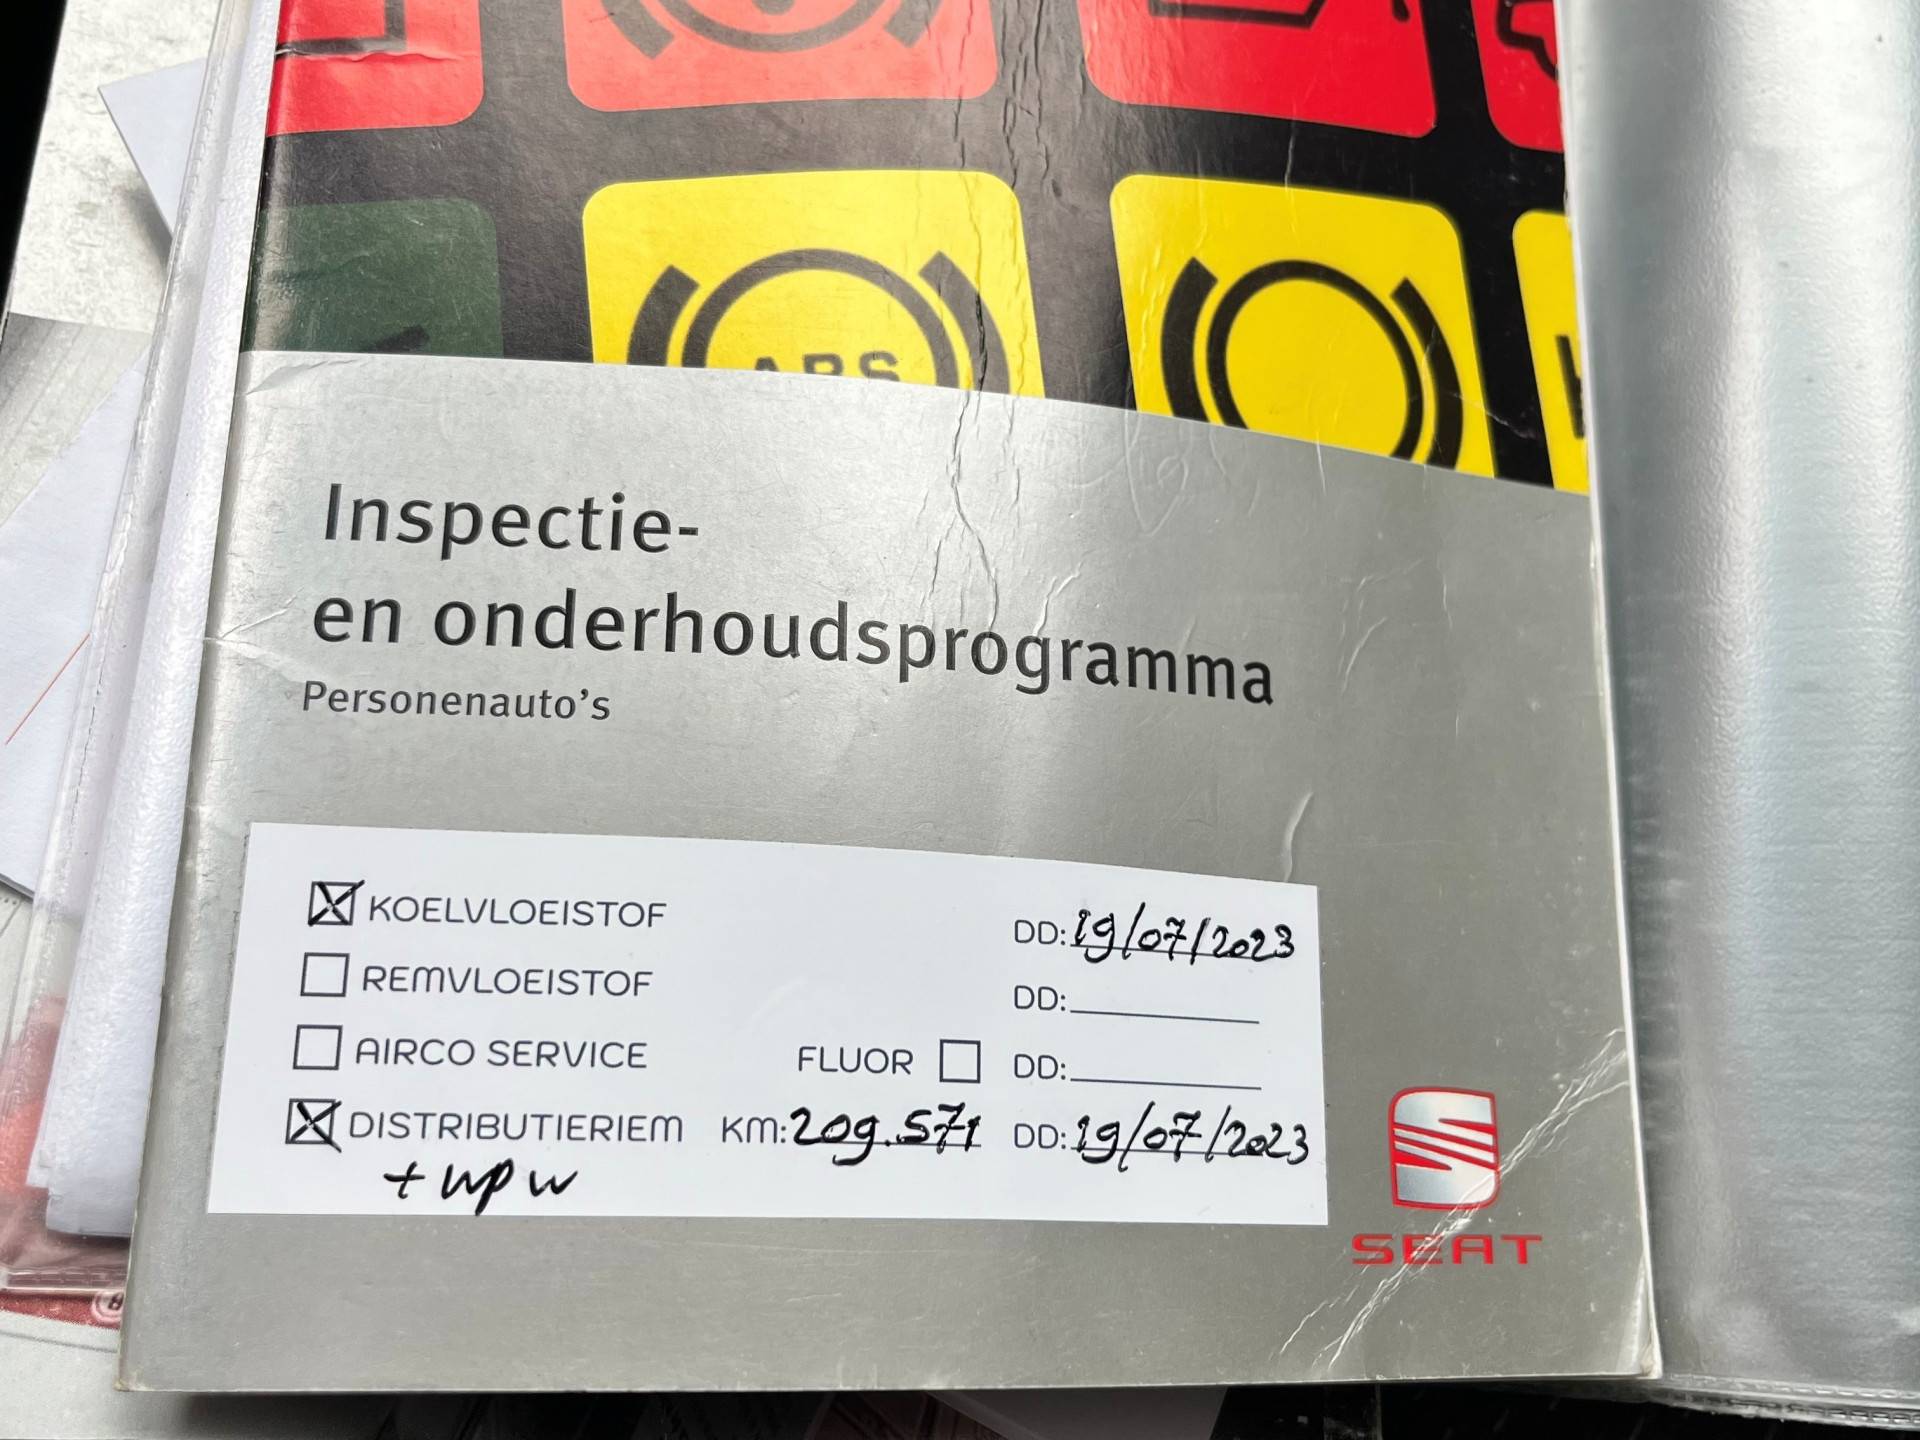 ABS
Inspectie-
en onderhoudsprogramma
Personenauto's
KOELVLOEISTOF DD: 19/07/2023
REMVLOEISTOF DD:
AIRCO SERVICE FLUOR DD:
DISTRIBUTIERIEM KM: 209.571 DD: 19/07/2023
+ wpw
SEAT